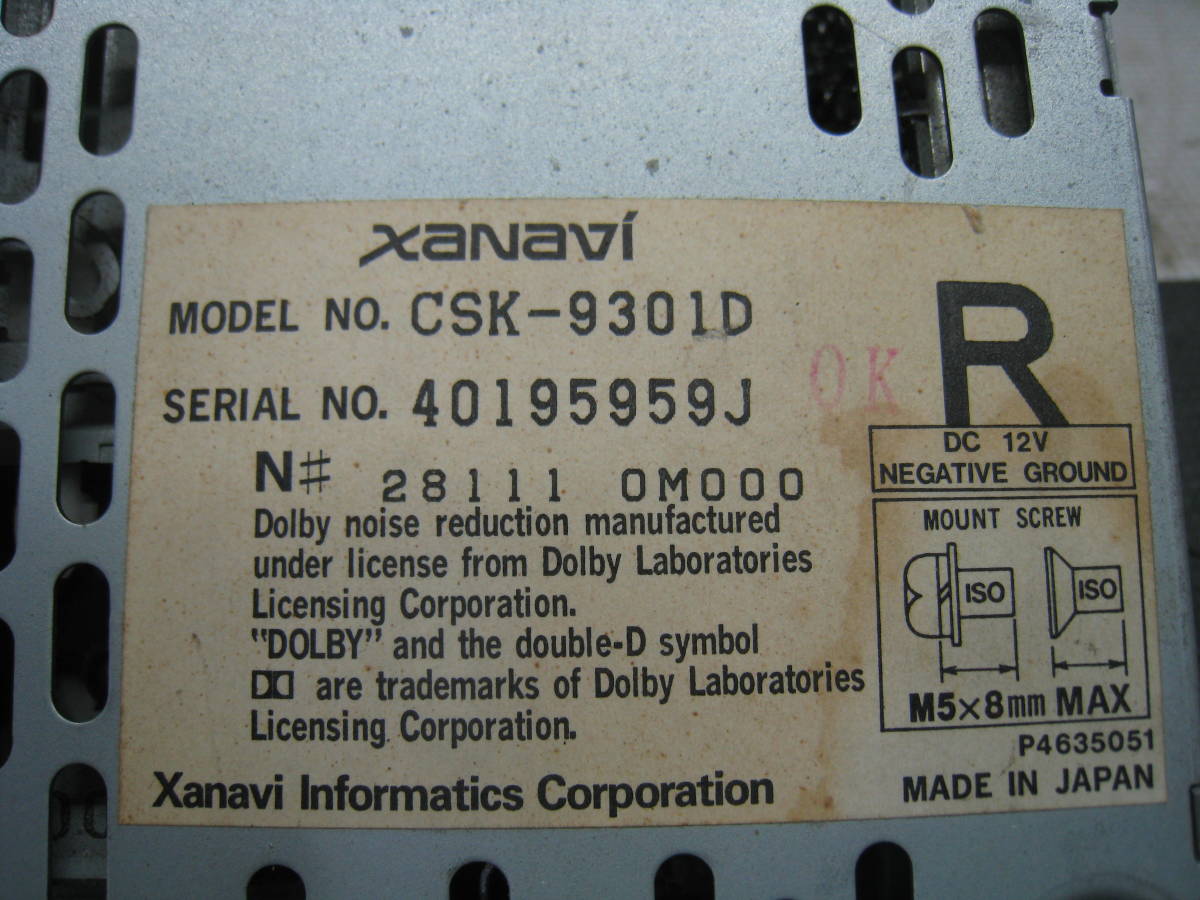 xanavi
MODEL NO. CSK-9301D
SERIAL NO. 40195959J
OK
R
N# 28111 0M000
DC 12V
NEGATIVE GROUND
Dolby noise reduction manufactured
under license from Dolby Laboratories
Licensing Corporation.
"DOLBY" and the double-D symbol
are trademarks of Dolby Laboratories
Licensing Corporation.
MOUNT SCREW
ISO ISO
M5×8mm MAX
P4635051
Xanavi Informatics Corporation
MADE IN JAPAN